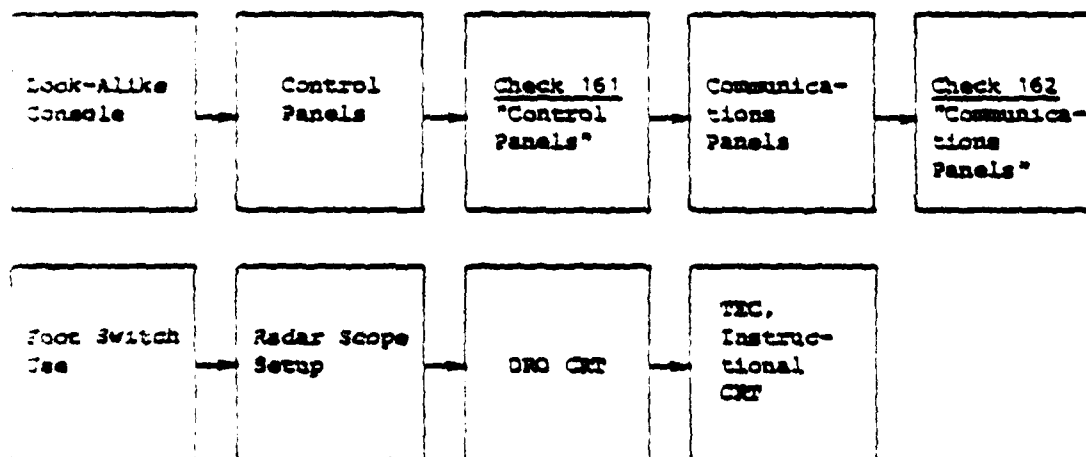 Look-Alike
Console
Control
Panels
Check 161
"Control
Panels"
Communica-
tions
Panels
Check 162
"Communica-
tions
Panels"
Foot Switch
Use
Radar Scope
Setup
CRT
TEC,
Instruc-
tional
CRT